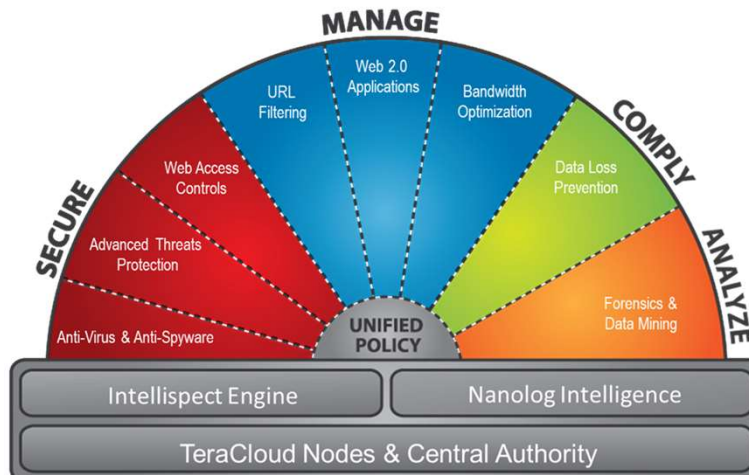 MANAGE
SECURE
COMPLY
ANALYZE
Anti-Virus & Anti-Spyware
Advanced Threats
Protection
Web Access
Controls
URL
Filtering
Web 2.0
Applications
Bandwidth
Optimization
Data Loss
Prevention
Forensics &
Data Mining
UNIFIED
POLICY
Intellispect Engine
Nanolog Intelligence
TeraCloud Nodes & Central Authority